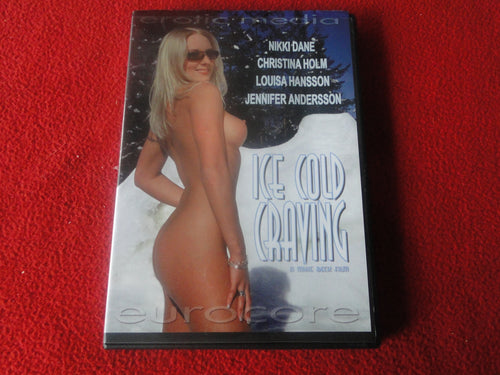 erotic media
NIKKI DANE
CHRISTINA HOLM
LOUISA HANSSON
JENNIFER ANDERSSON
ICE COLD
CRAVING
eurocore